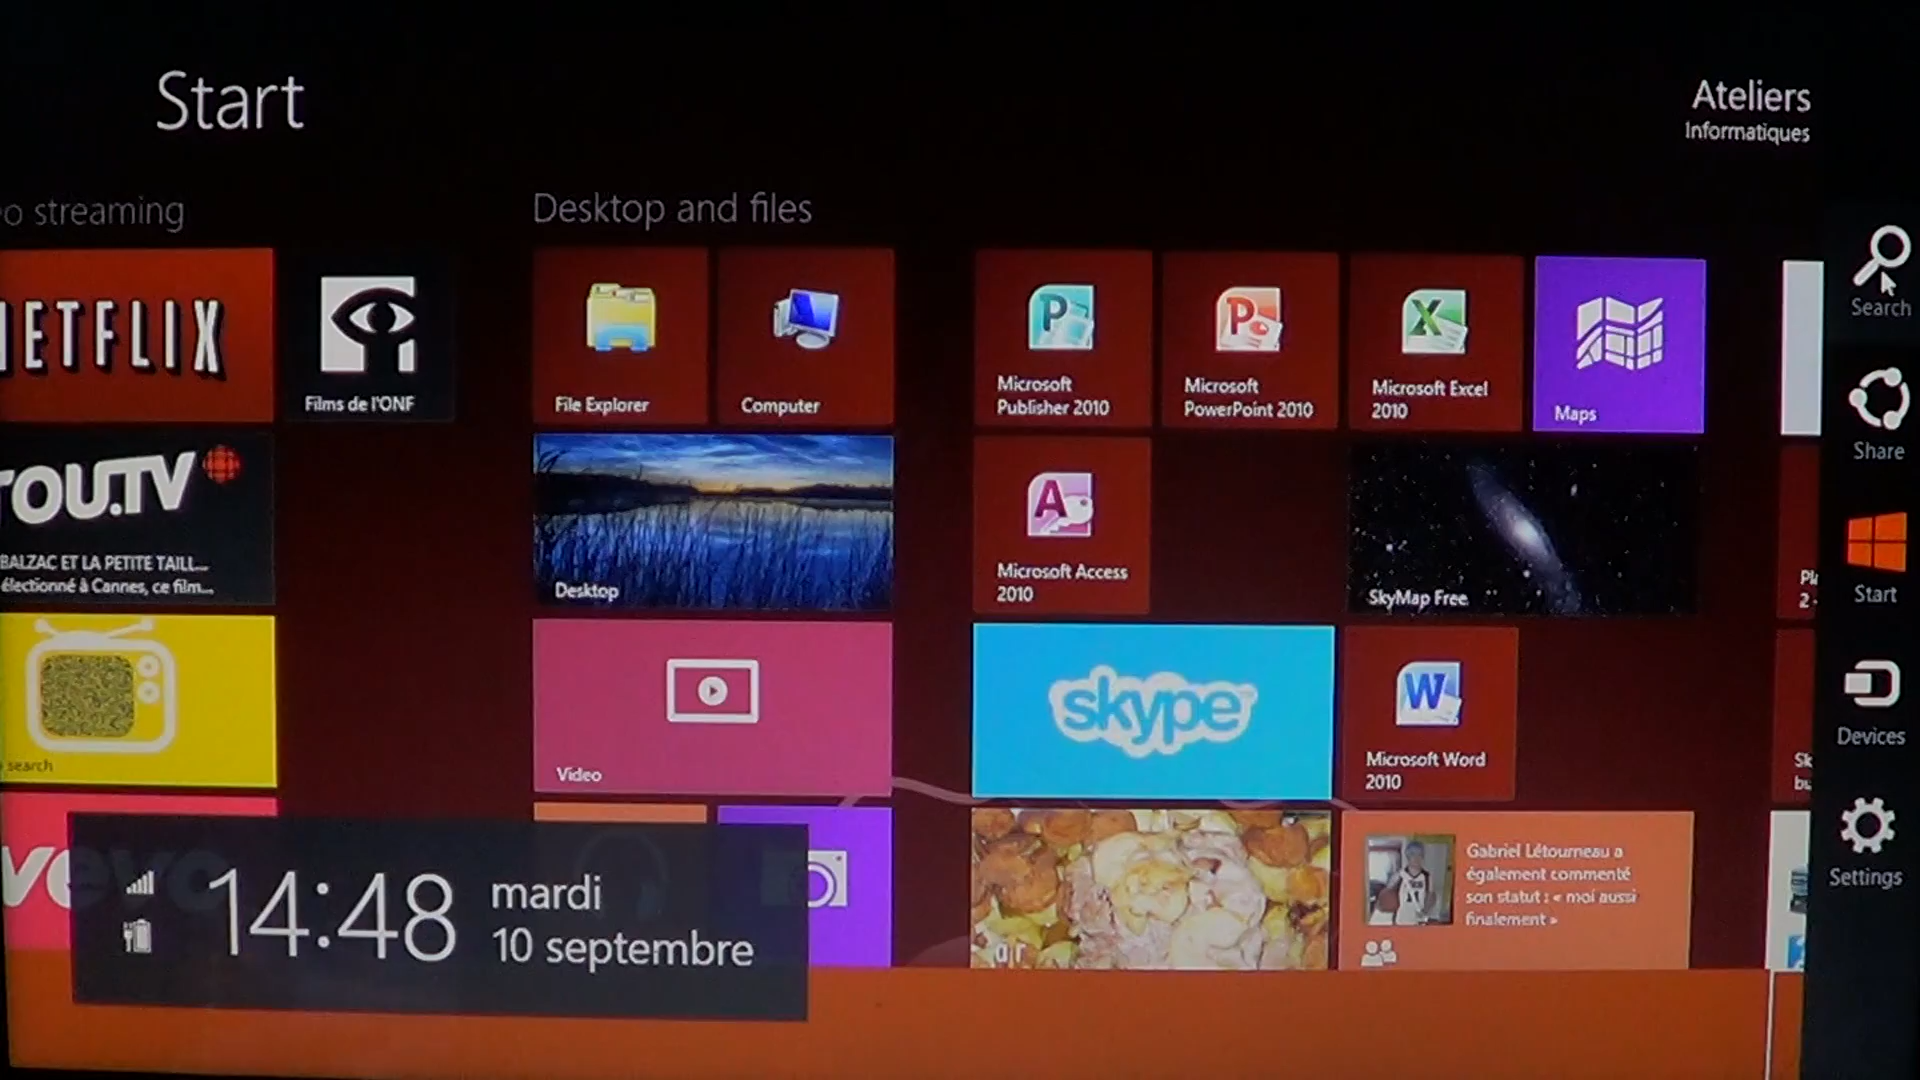 Start
Ateliers
Informatiques
o streaming
Desktop and files
NETFLIX
Films de l'ONF
File Explorer
Computer
Microsoft
Publisher 2010
Microsoft
PowerPoint 2010
Microsoft Excel
2010
Maps
Search
Share
TOU.TV
BALZAC ET LA PETITE TAILL...
électionné à Cannes, ce film...
Desktop
Microsoft Access
2010
SkyMap Free
Start
search
Video
skype
Microsoft Word
2010
Devices
vevo
14:48
mardi
10 septembre
Gabriel Létourneau a
également commenté
son statut : « moi aussi
finalement »
Settings